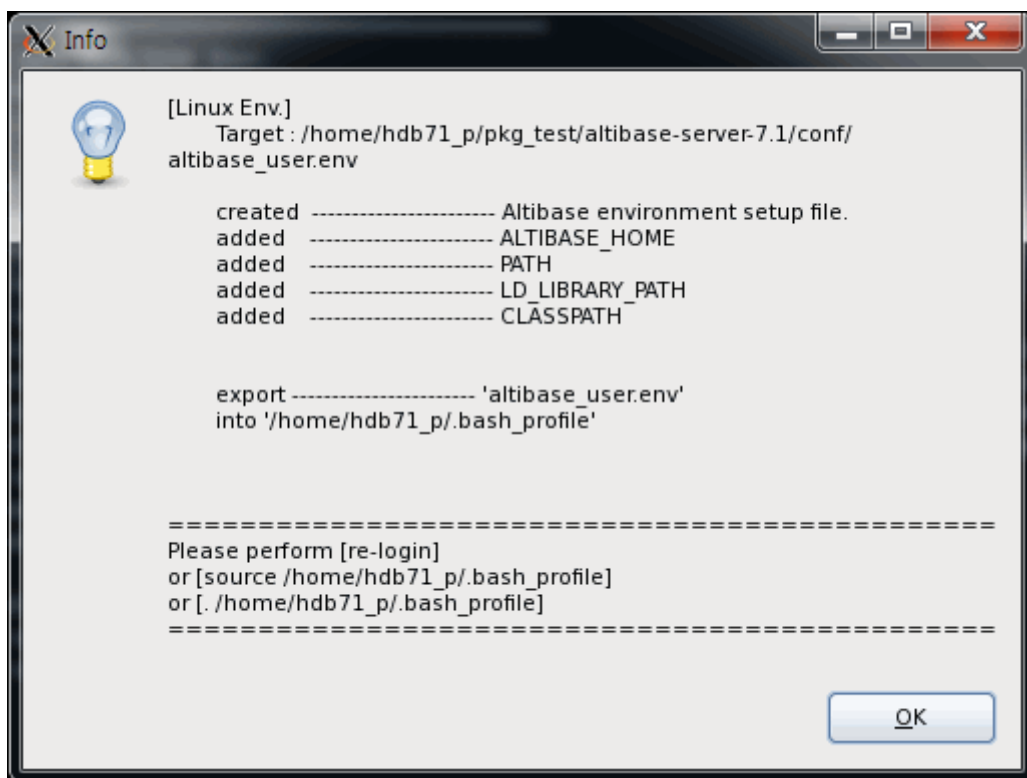 Info
[Linux Env.]
Target : /home/hdb71_p/pkg_test/altibase-server-7.1/conf/
altibase_user.env
created ----------------------- Altibase environment setup file.
added ----------------------- ALTIBASE_HOME
added ----------------------- PATH
added ----------------------- LD_LIBRARY_PATH
added ----------------------- CLASSPATH
export ----------------------- 'altibase_user.env'
into '/home/hdb71_p/.bash_profile'
==============================================
Please perform [re-login]
or [source /home/hdb71_p/.bash_profile]
or [. /home/hdb71_p/.bash_profile]
==============================================
OK